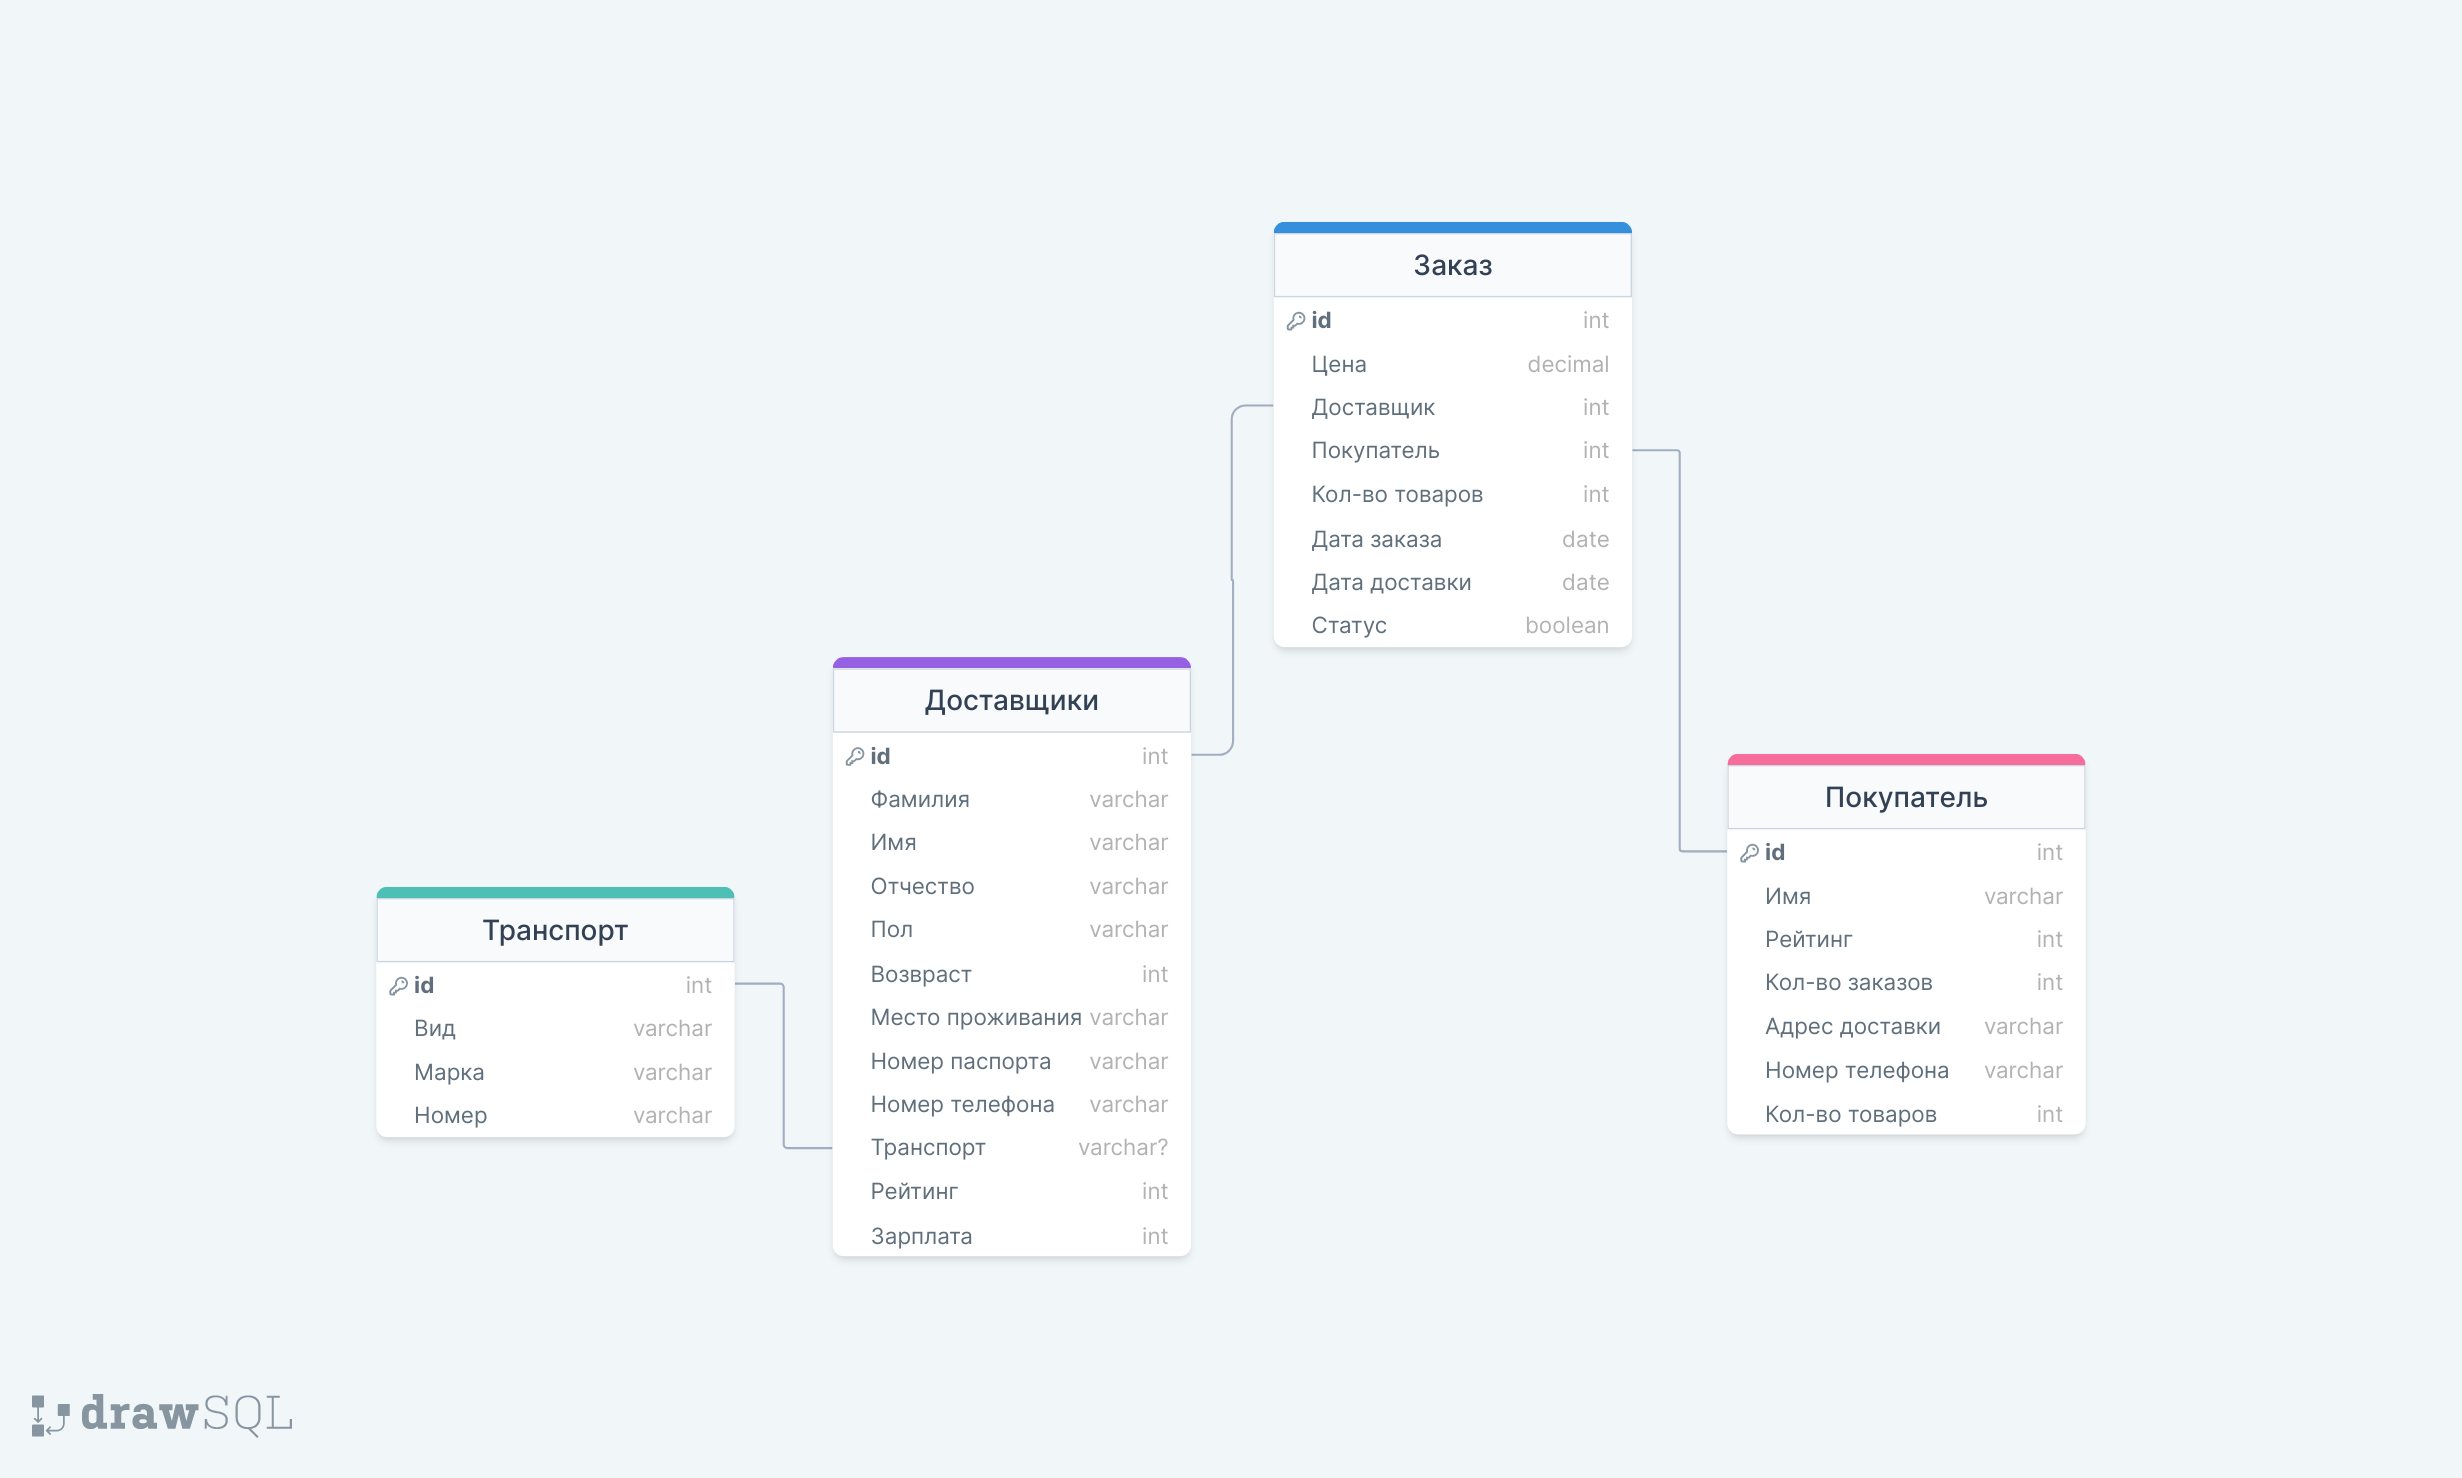 Заказ
id int
Цена decimal
Доставщик int
Покупатель int
Кол-во товаров int
Дата заказа date
Дата доставки date
Статус boolean
Доставщики
id int
Фамилия varchar
Имя varchar
Отчество varchar
Пол varchar
Возвраст int
Место проживания varchar
Номер паспорта varchar
Номер телефона varchar
Транспорт varchar?
Рейтинг int
Зарплата int
Покупатель
id int
Имя varchar
Рейтинг int
Кол-во заказов int
Адрес доставки varchar
Номер телефона varchar
Кол-во товаров int
Транспорт
id int
Вид varchar
Марка varchar
Номер varchar
drawSQL